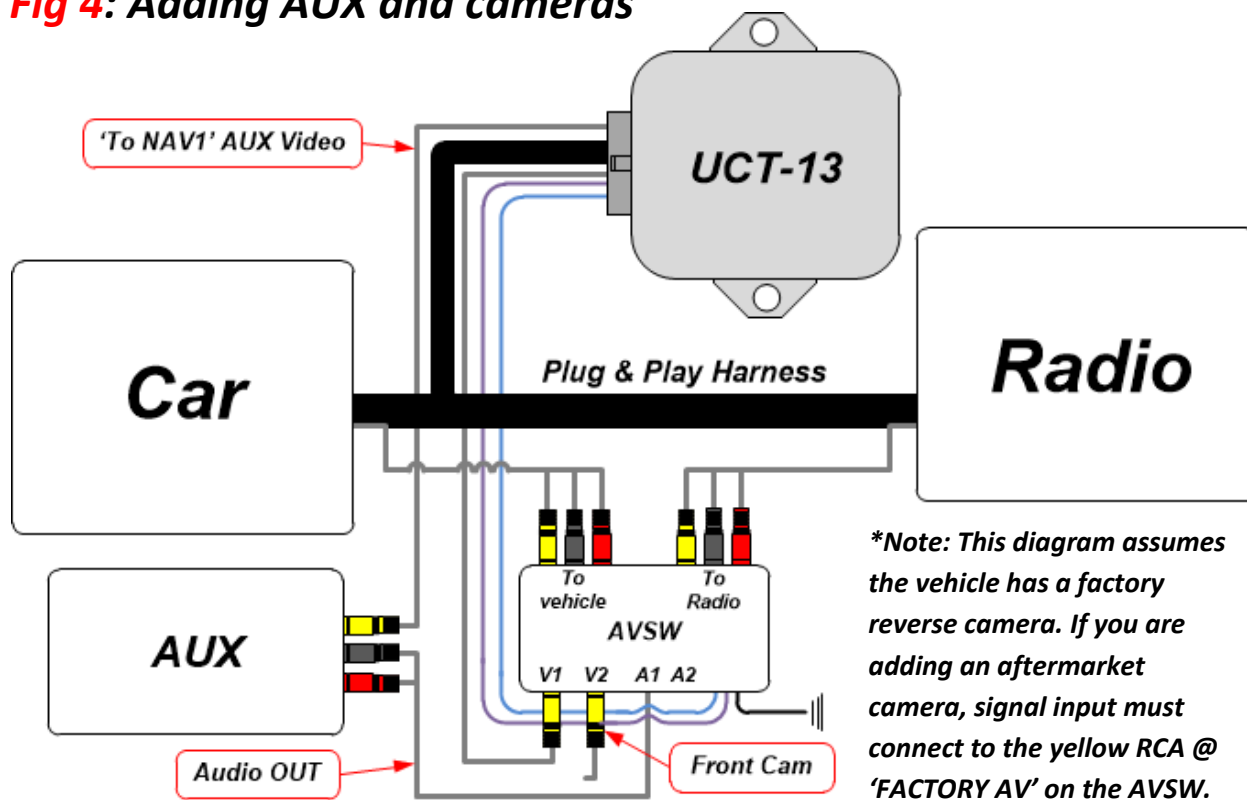 Fig 4: Adding AUX and cameras
'To NAV1' AUX Video
UCT-13
Car
Plug & Play Harness
Radio
AUX
To
vehicle
To
Radio
AVSW
V1 V2 A1 A2
Audio OUT
Front Cam
*Note: This diagram assumes
the vehicle has a factory
reverse camera. If you are
adding an aftermarket
camera, signal input must
connect to the yellow RCA @
'FACTORY AV' on the AVSW.